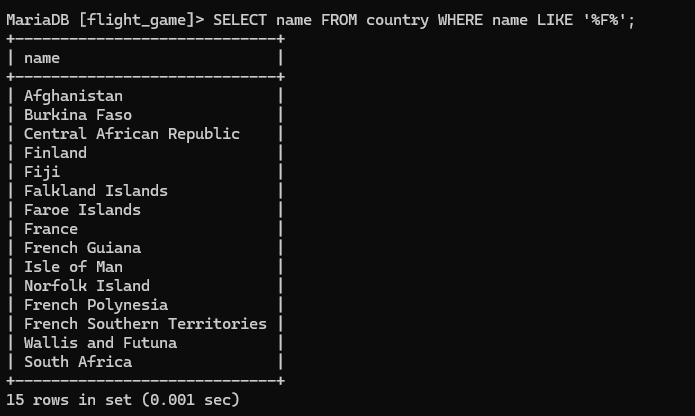 MariaDB [flight_game]> SELECT name FROM country WHERE name LIKE '%F%';
+-----------------------------+
| name                        |
+-----------------------------+
| Afghanistan                 |
| Burkina Faso                |
| Central African Republic    |
| Finland                     |
| Fiji                        |
| Falkland Islands            |
| Faroe Islands               |
| France                      |
| French Guiana               |
| Isle of Man                 |
| Norfolk Island              |
| French Polynesia            |
| French Southern Territories |
| Wallis and Futuna           |
| South Africa                |
+-----------------------------+
15 rows in set (0.001 sec)